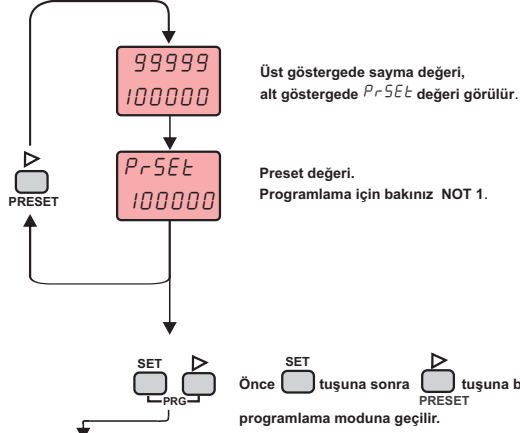 99999
100000
Üst göstergede sayma değeri,
alt göstergede PrSEt değeri görülür.
PrSEt
100000
Preset değeri.
Programlama için bakınız NOT 1.
PRESET
SET
PRG
SET
Önce tuşuna sonra tuşuna
PRESET
programlama moduna geçilir.